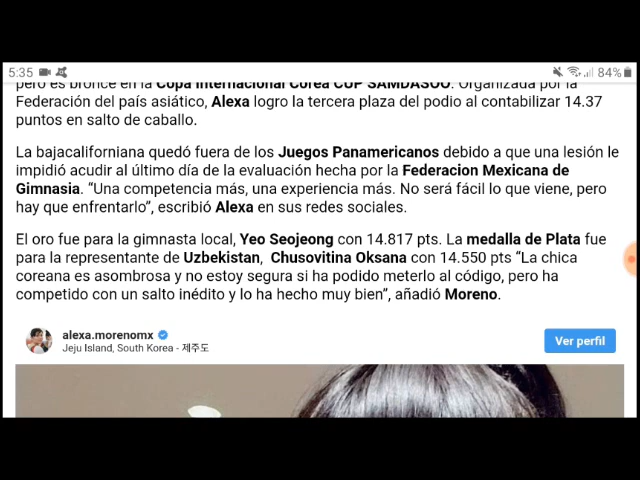 5:35
84%
pero es bronce en la Copa Internacional Corea CUP SAMDASOO. Organizada por la
Federación del país asiático, Alexa logro la tercera plaza del podio al contabilizar 14.37
puntos en salto de caballo.
La bajacaliforniana quedó fuera de los Juegos Panamericanos debido a que una lesión le
impidió acudir al último día de la evaluación hecha por la Federacion Mexicana de
Gimnasia. “Una competencia más, una experiencia más. No será fácil lo que viene, pero
hay que enfrentarlo”, escribió Alexa en sus redes sociales.
El oro fue para la gimnasta local, Yeo Seojeong con 14.817 pts. La medalla de Plata fue
para la representante de Uzbekistan, Chusovitina Oksana con 14.550 pts “La chica
coreana es asombrosa y no estoy segura si ha podido meterlo al código, pero ha
competido con un salto inédito y lo ha hecho muy bien”, añadió Moreno.
alexa.morenomx
Jeju Island, South Korea - 제주도
Ver perfil